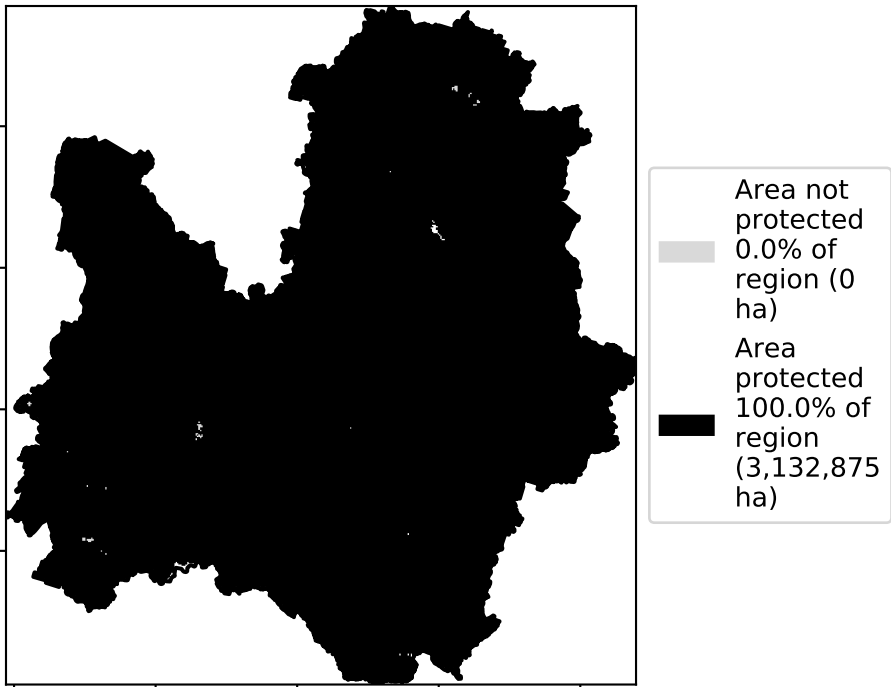 Area not
protected
0.0% of
region (0
ha)
Area
protected
100.0% of
region
(3,132,875
ha)